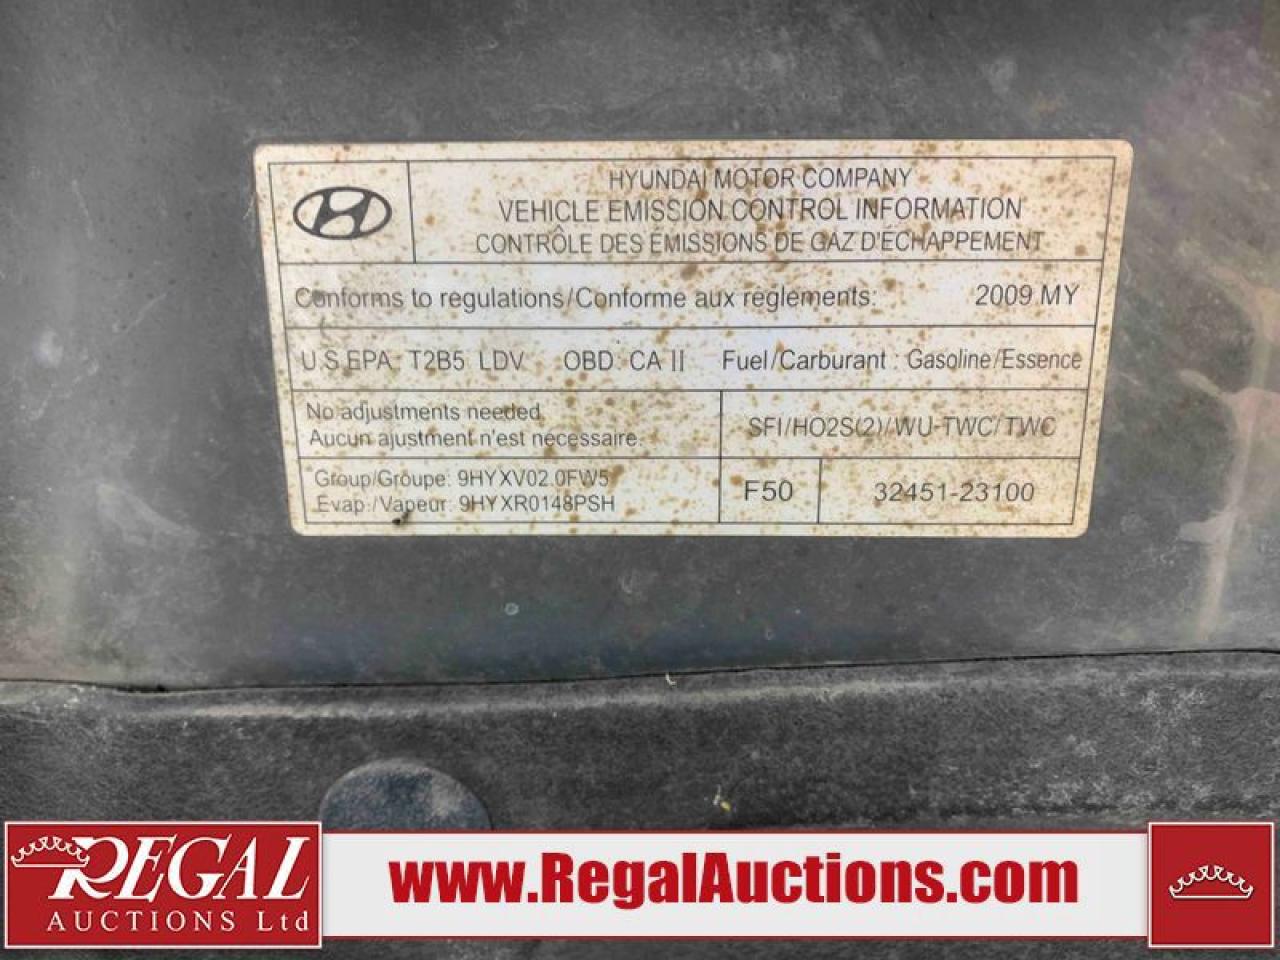 HYUNDAI MOTOR COMPANY
VEHICLE EMISSION CONTROL INFORMATION
CONTRÔLE DES ÉMISSIONS DE GAZ D'ÉCHAPPEMENT
Conforms to regulations/Conforme aux règlements: 2009 MY
U.S.EPA: T2B5 LDV OBD: CA II Fuel/Carburant : Gasoline/Essence
No adjustments needed.
Aucun ajustment n'est necessaire.
SFI/HO2S(2)/WU-TWC/TWC
Group/Groupe: 9HYXV02.0FW5
Évap./Vapeur: 9HYXR0148PSH
F50
32451-23100
REGAL
AUCTIONS Ltd
www.RegalAuctions.com